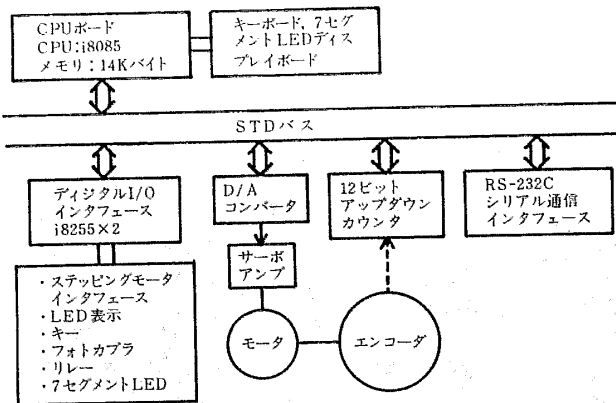 CPUボード
CPU:i8085
メモリ:14Kバイト
キーボード,7セグ
メントLEDディス
プレイボード
STDバス
ディジタルI/O
インタフェース
i8255×2
D/A
コンバータ
12ビット
アップダウン
カウンタ
RS-232C
シリアル通信
インタフェース
サーボ
アンプ
・ステッピングモータ
インタフェース
・LED表示
・キー
・フォトカプラ
・リレー
・7セグメントLED
モータ
エンコーダ